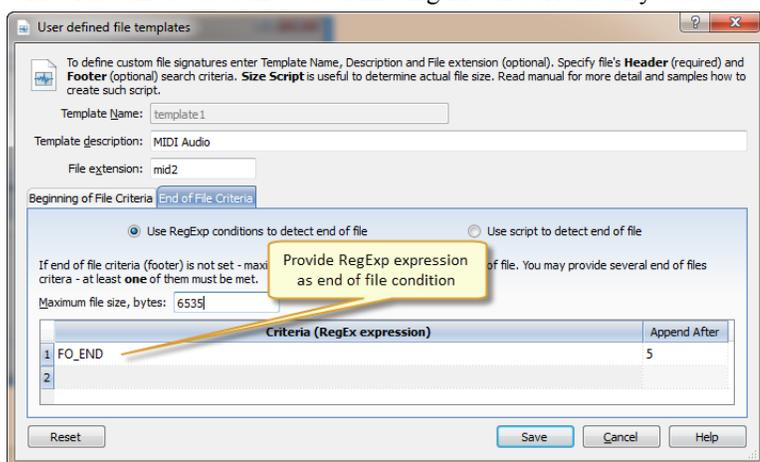 User defined file templates
To define custom file signatures enter Template Name, Description and File extension (optional). Specify file's Header (required) and
Footer (optional) search criteria. Size Script is useful to determine actual file size. Read manual for more detail and samples how to
create such script.
Template Name: template1
Template description: MIDI Audio
File extension: mid2
Beginning of File Criteria End of File Criteria
Use RegExp conditions to detect end of file Use script to detect end of file
Provide RegExp expression
as end of file condition
If end of file criteria (footer) is not set - of file. You may provide several end of files
critera - at least one of them must be met.
Maximum file size, bytes: 6535
Criteria (RegEx expression) Append After
1 FO_END 5
2
Reset Save Cancel Help